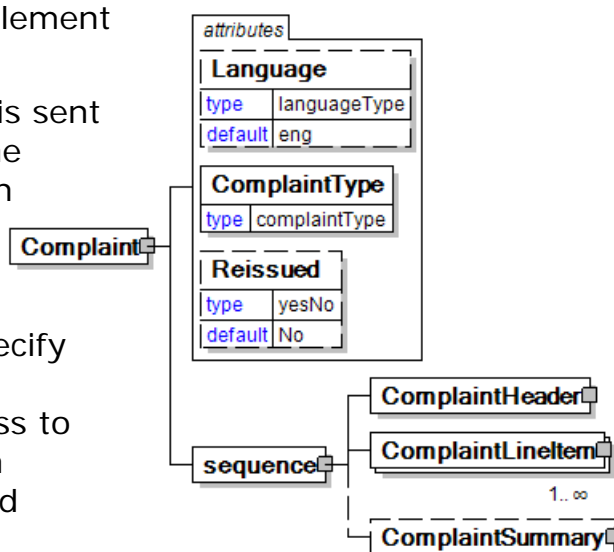 lement
is sent
ne
n
ecify
ss to
n
d
attributes
Language
type languageType
default eng
ComplaintType
type complaintType
Reissued
type yesNo
default No
Complaint
sequence
ComplaintHeader
ComplaintLineItem
1..∞
ComplaintSummary